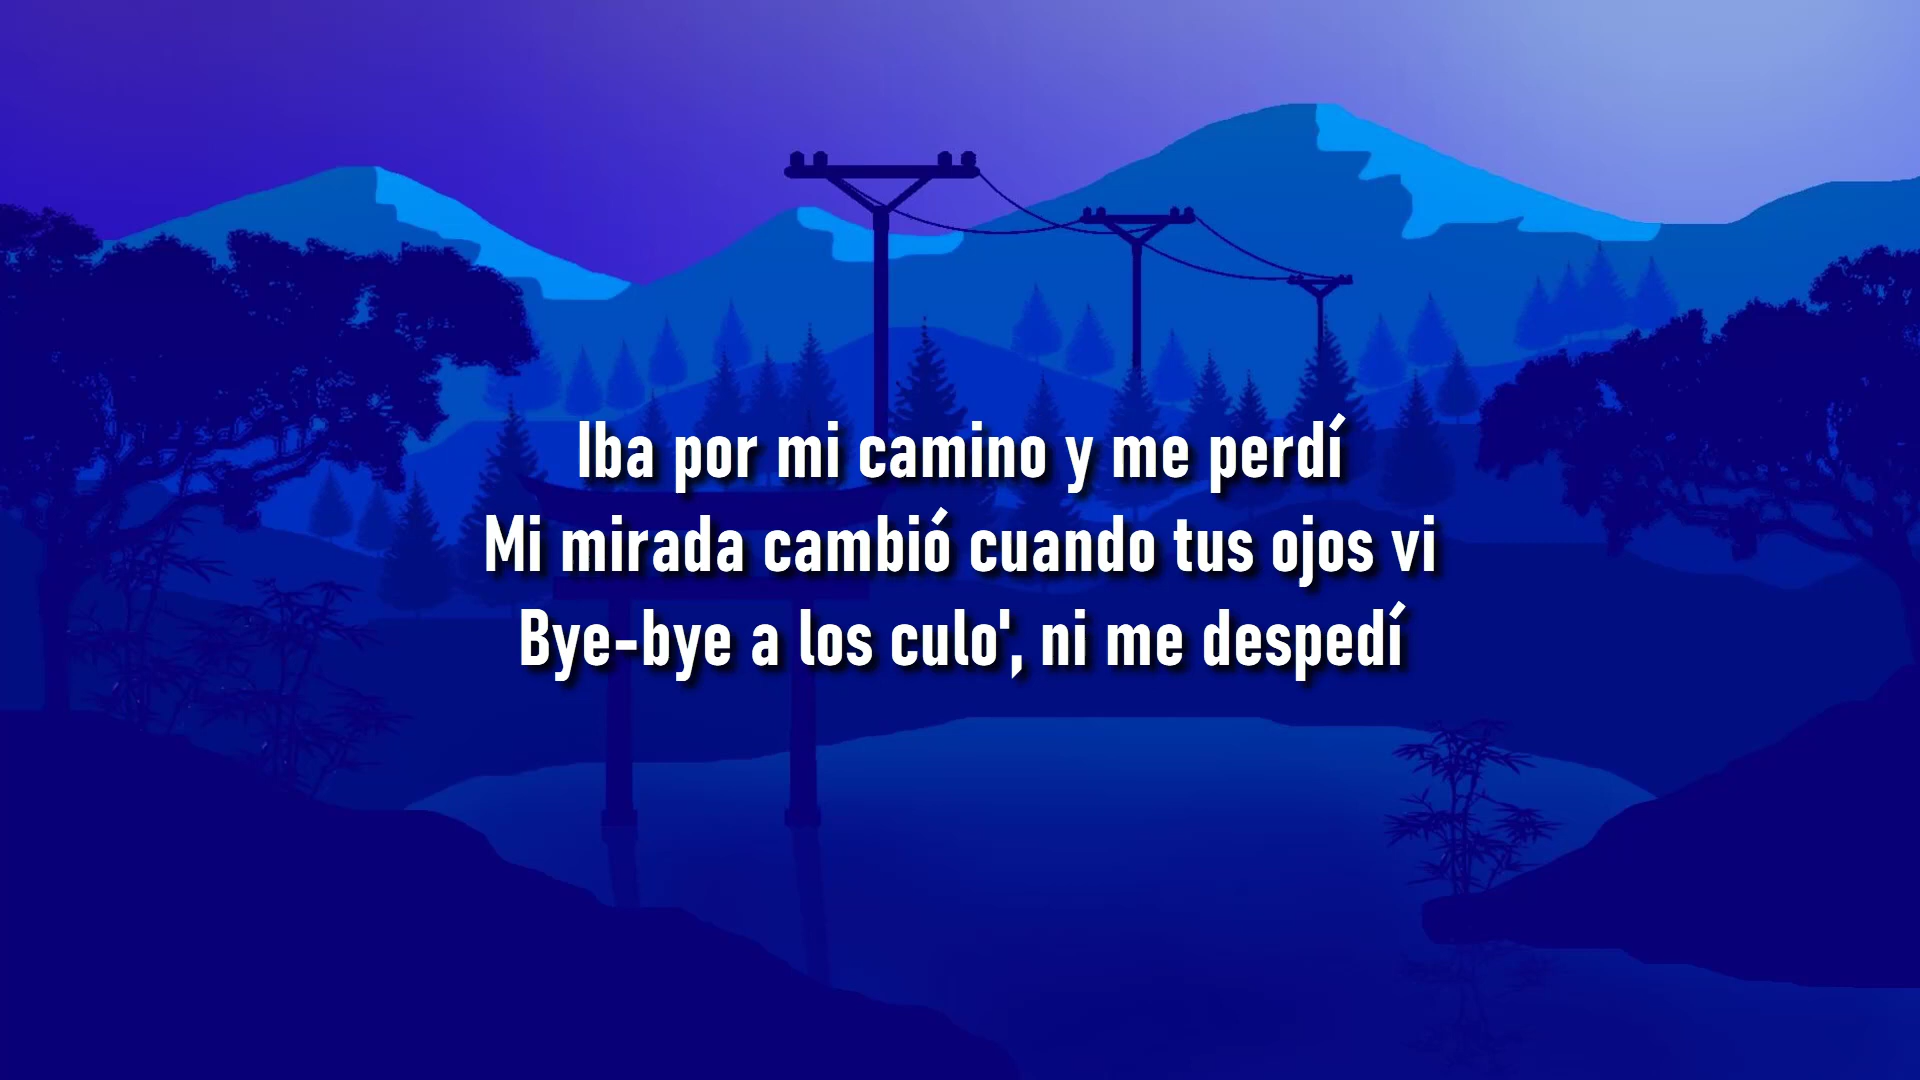 Iba por mi camino y me perdí
Mi mirada cambió cuando tus ojos vi
Bye-bye a los culo', ni me despedí